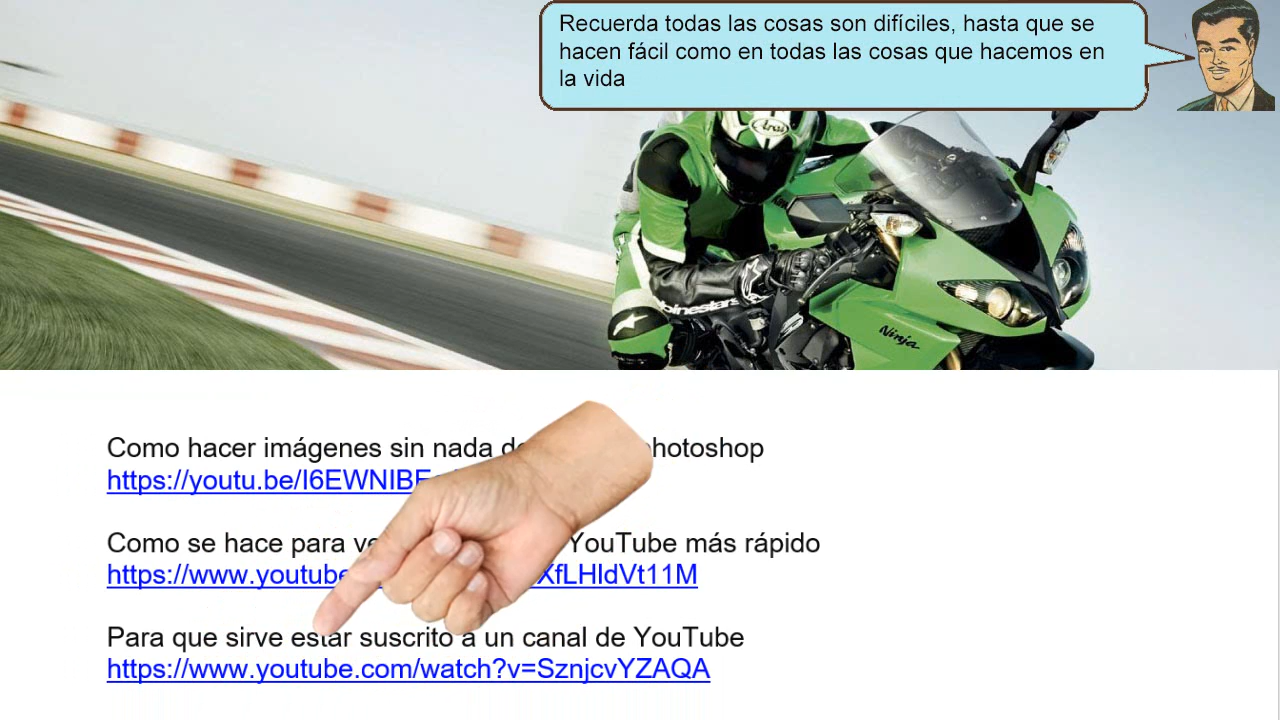 Recuerda todas las cosas son difíciles, hasta que se
hacen fácil como en todas las cosas que hacemos en
la vida
Arai
Ninja
alpinestars
Como hacer imágenes sin nada de photoshop
https://youtu.be/I6EWNIBE
Como se hace para YouTube más rápido
https://www.youtube XfLHIdVt11M
Para que sirve estar suscrito a un canal de YouTube
https://www.youtube.com/watch?v=SznjcvYZAQA